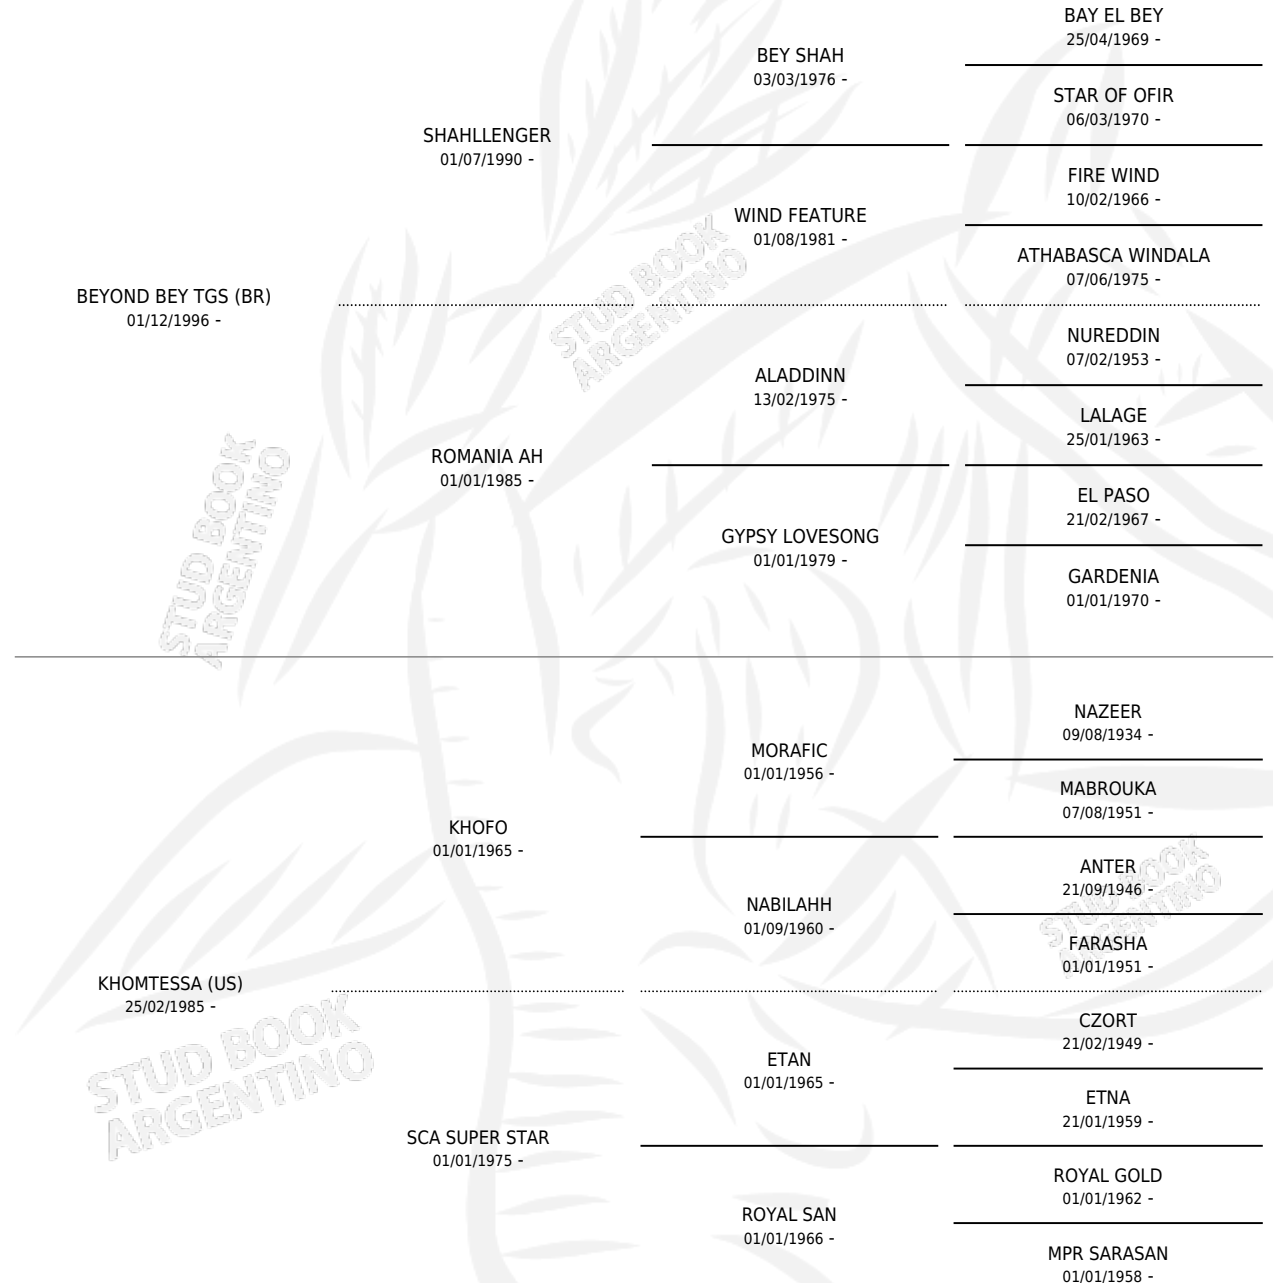 BAY EL BEY
25/04/1969 -
BEY SHAH
03/03/1976 -
STAR OF OFIR
06/03/1970 -
SHAHLLENGER
01/07/1990 -
FIRE WIND
10/02/1966 -
WIND FEATURE
01/08/1981 -
ATHABASCA WINDALA
07/06/1975 -
BEYOND BEY TGS (BR)
01/12/1996 -
STUD BOOK
ARGENTINO
NUREDDIN
07/02/1953 -
ALADDINN
13/02/1975 -
LALAGE
25/01/1963 -
ROMANIA AH
01/01/1985 -
EL PASO
21/02/1967 -
GYPSY LOVESONG
01/01/1979 -
GARDENIA
01/01/1970 -
STUD BOOK
ARGENTINO
NAZEER
09/08/1934 -
MORAFIC
01/01/1956 -
MABROUKA
07/08/1951 -
KHOFO
01/01/1965 -
ANTER
21/09/1946 -
NABILAHH
01/09/1960 -
FARASHA
01/01/1951 -
STUD BOOK
ARGENTINO
KHOMTESSA (US)
25/02/1985 -
CZORT
21/02/1949 -
ETAN
01/01/1965 -
ETNA
21/01/1959 -
STUD BOOK
ARGENTINO
SCA SUPER STAR
01/01/1975 -
ROYAL GOLD
01/01/1962 -
ROYAL SAN
01/01/1966 -
MPR SARASAN
01/01/1958 -